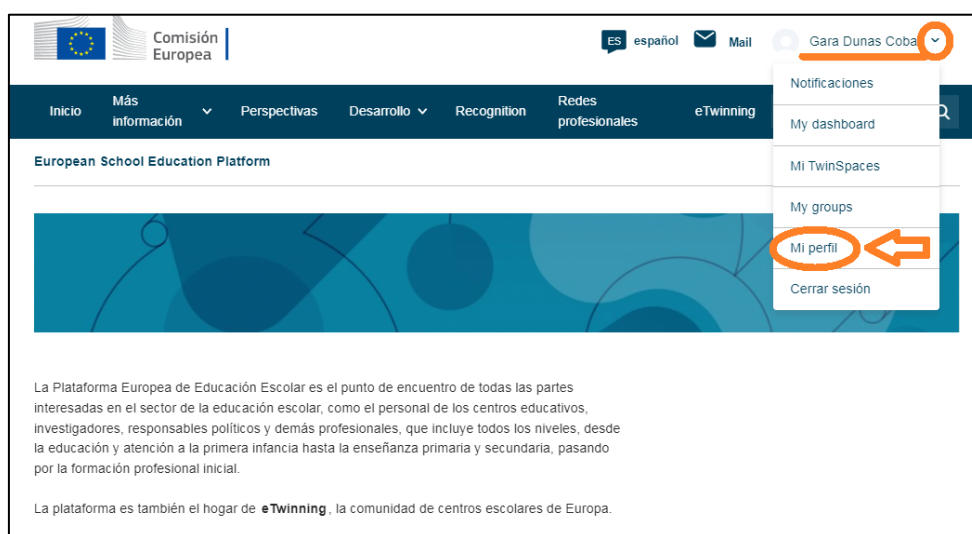 Comisión
Europea
ES español Mail Gara Dunas Coba
Notificaciones
My dashboard
Mi TwinSpaces
My groups
Mi perfil
Cerrar sesión
Inicio Más información Perspectivas Desarrollo Recognition Redes profesionales eTwinning
European School Education Platform
La Plataforma Europea de Educación Escolar es el punto de encuentro de todas las partes
interesadas en el sector de la educación escolar, como el personal de los centros educativos,
investigadores, responsables políticos y demás profesionales, que incluye todos los niveles, desde
la educación y atención a la primera infancia hasta la enseñanza primaria y secundaria, pasando
por la formación profesional inicial.
La plataforma es también el hogar de eTwinning, la comunidad de centros escolares de Europa.